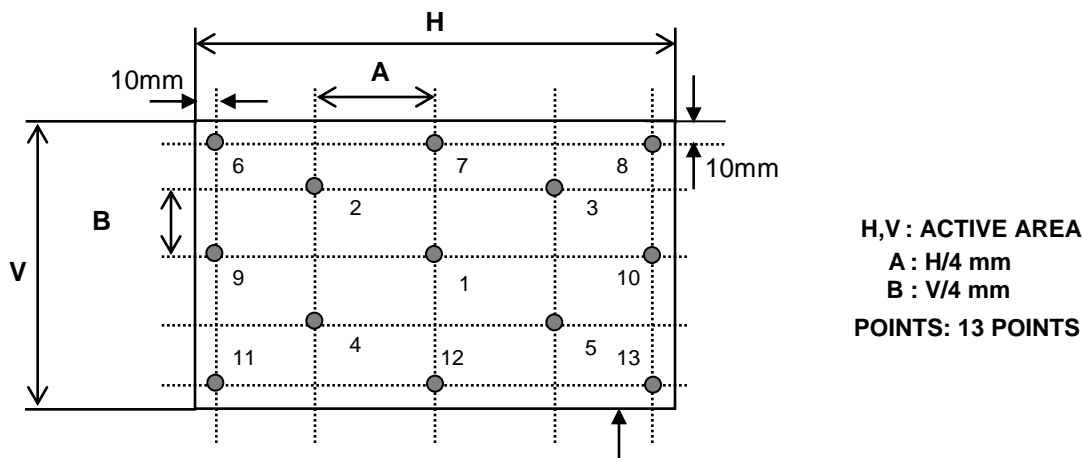 H
A
10mm
6
7
8
10mm
2
3
B
V
9
1
10
H,V : ACTIVE AREA
A : H/4 mm
B : V/4 mm
POINTS: 13 POINTS
4
5
11
12
13